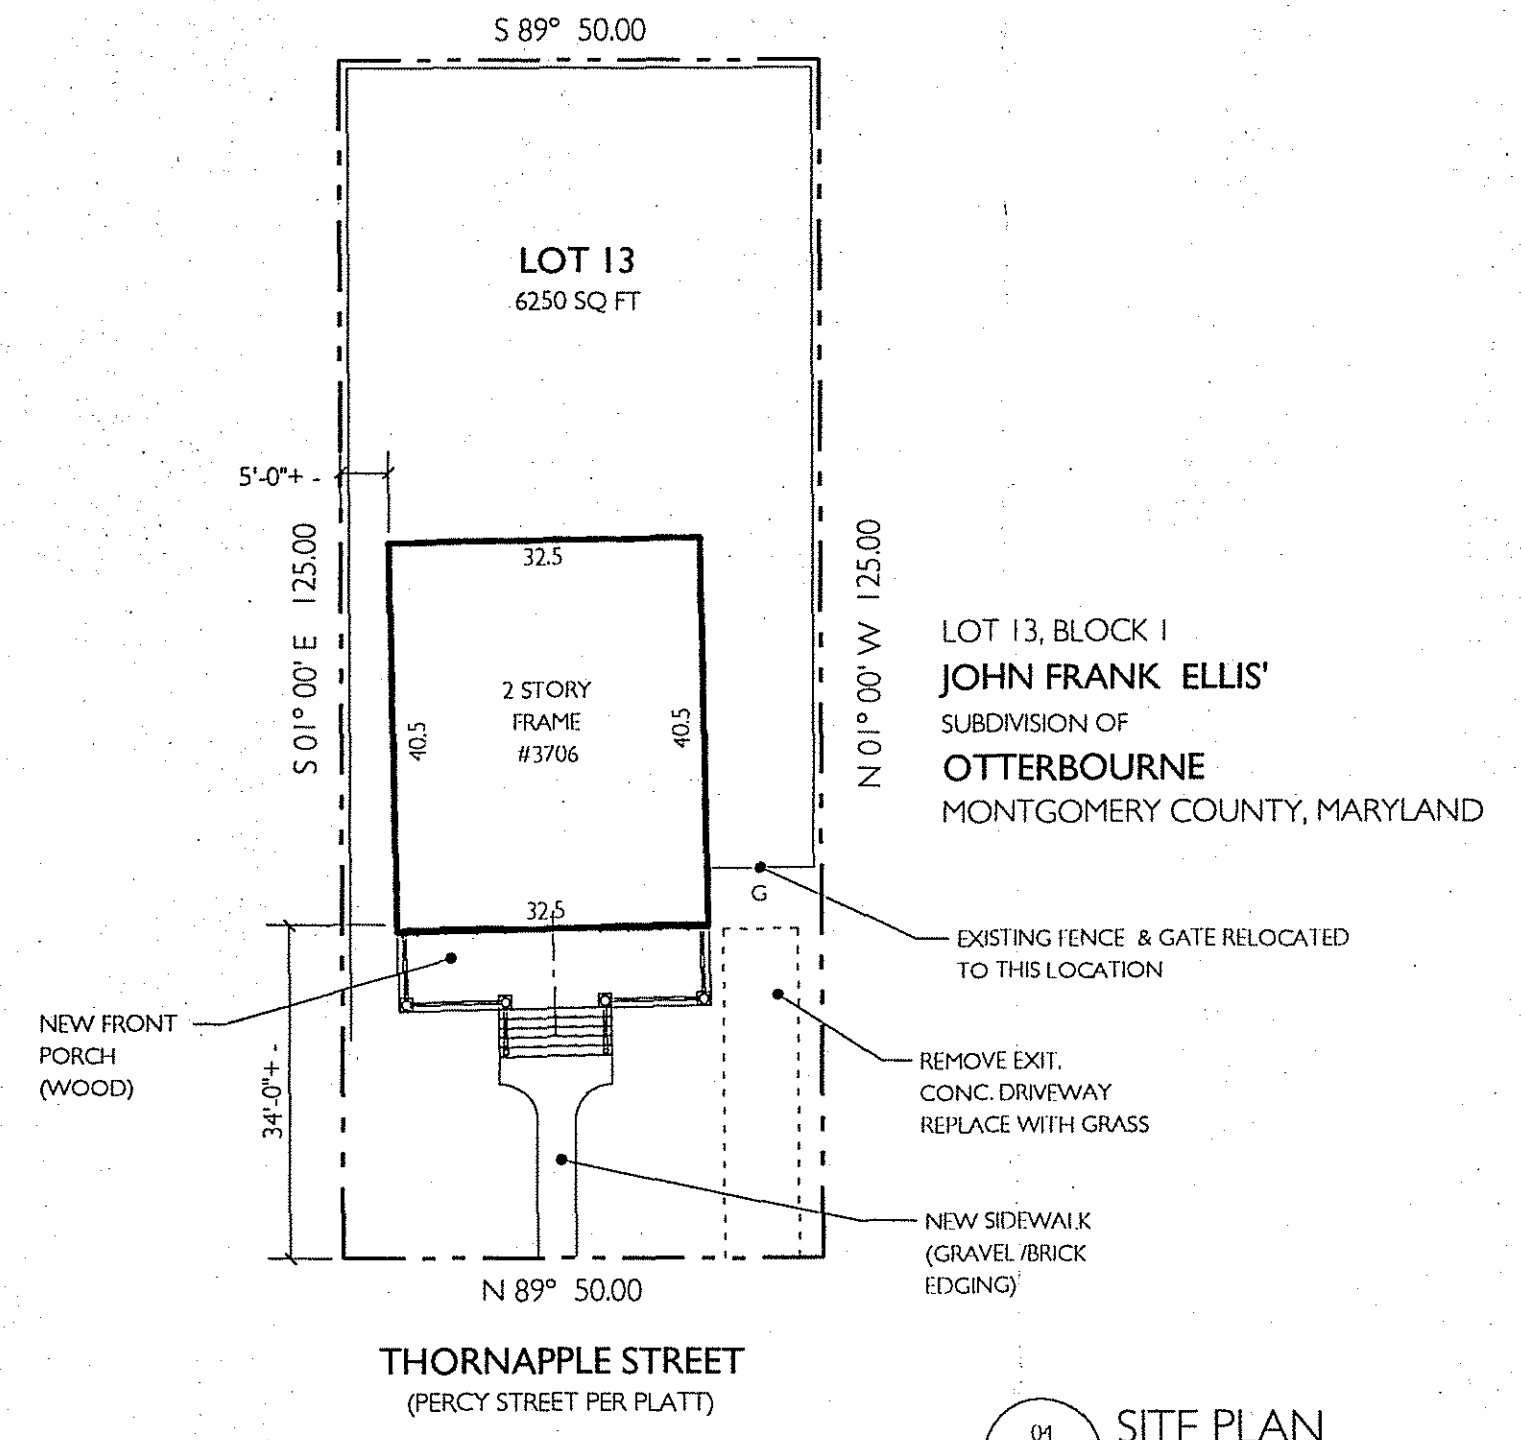 S 89° 50.00
LOT 13
6250 SQ FT
5'-0"+ -
32.5
S 01° 00' E 125.00
N 01° 00' W 125.00
2 STORY
FRAME
#3706
40.5
40.5
LOT 13, BLOCK 1
JOHN FRANK ELLIS'
SUBDIVISION OF
OTTERBOURNE
MONTGOMERY COUNTY, MARYLAND
G
32.5
EXISTING FENCE & GATE RELOCATED
TO THIS LOCATION
NEW FRONT
PORCH
(WOOD)
34'-0"+ -
REMOVE EXIT.
CONC. DRIVEWAY
REPLACE WITH GRASS
NEW SIDEWALK
(GRAVEL /BRICK
EDGING)
N 89° 50.00
THORNAPPLE STREET
(PERCY STREET PER PLATT)
01
SITE PLAN